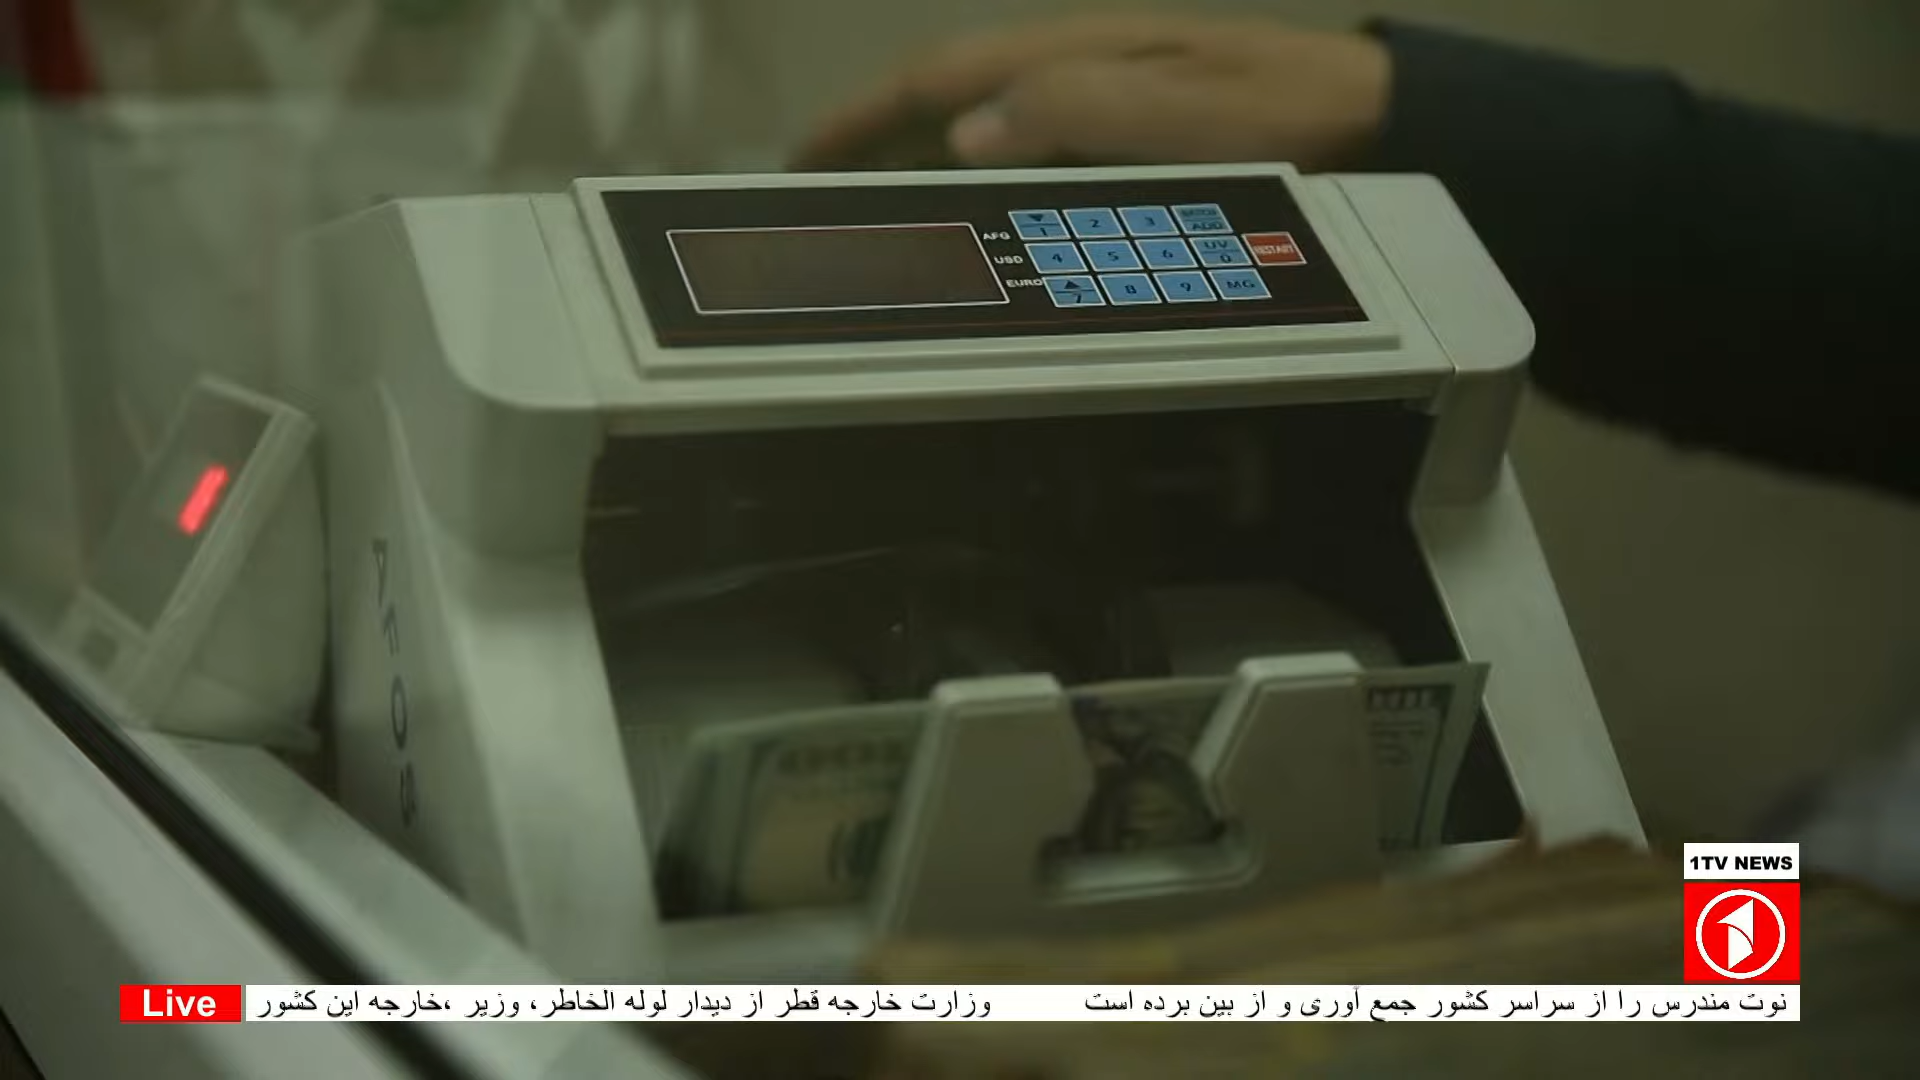 AFG
USD
EURO
1 2 3 BATCH ADD
4 5 6 UV 0 RESTART
7 8 9 MG
AFOS
1TV NEWS
Live
نوت مندرس را از سراسر کشور جمع آوری و از بین برده است
وزارت خارجه قطر از دیدار لوله الخاطر، وزیر ،خارجه این کشور